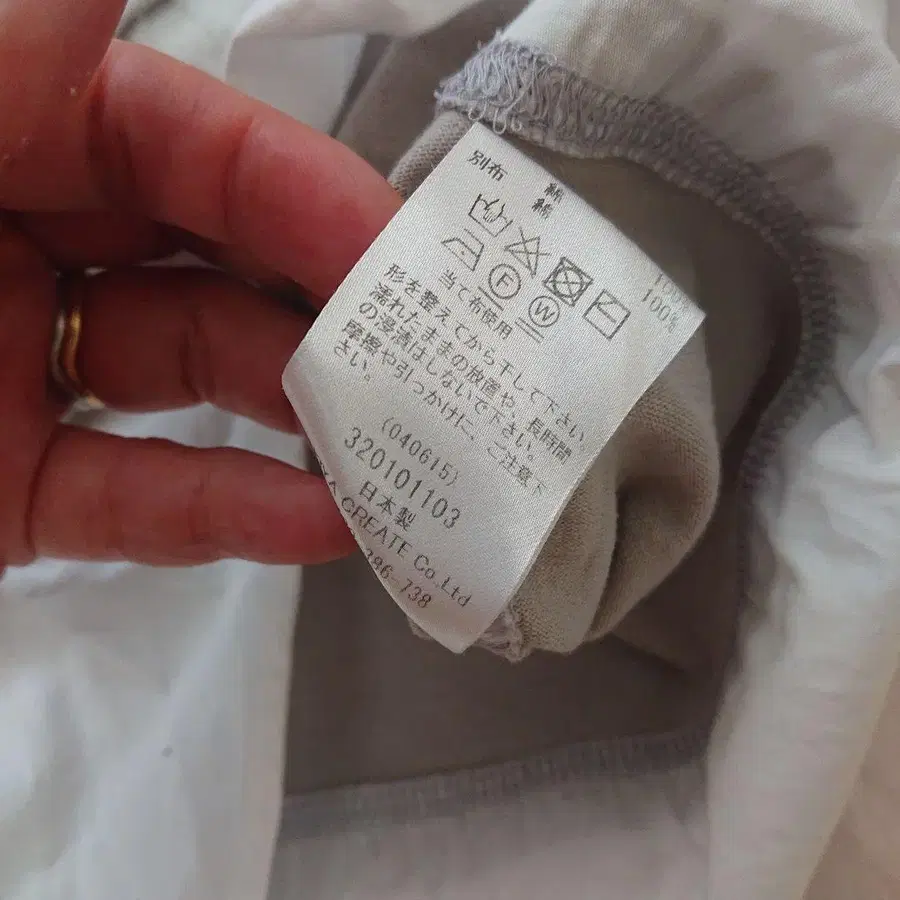 綿 100%
別布 綿 100%
F W
当て布使用
形を整えてから干して下さい。
濡れたままの放置や、長時間
の浸漬はしないで下さい。
摩擦や引っかけに、ご注意下
さい。
(040615)
320101103
日本製
CREATE Co.,Ltd
386-738